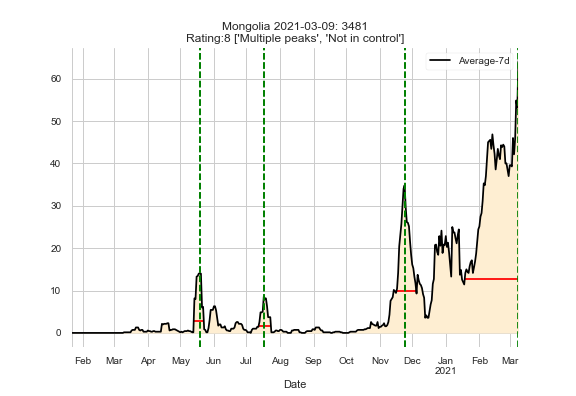 Mongolia 2021-03-09: 3481
Rating:8 ['Multiple peaks', 'Not in control']
Average-7d
60
50
40
30
20
10
0
Feb Mar Apr May Jun Jul Aug Sep Oct Nov Dec Jan Feb Mar
2021
Date